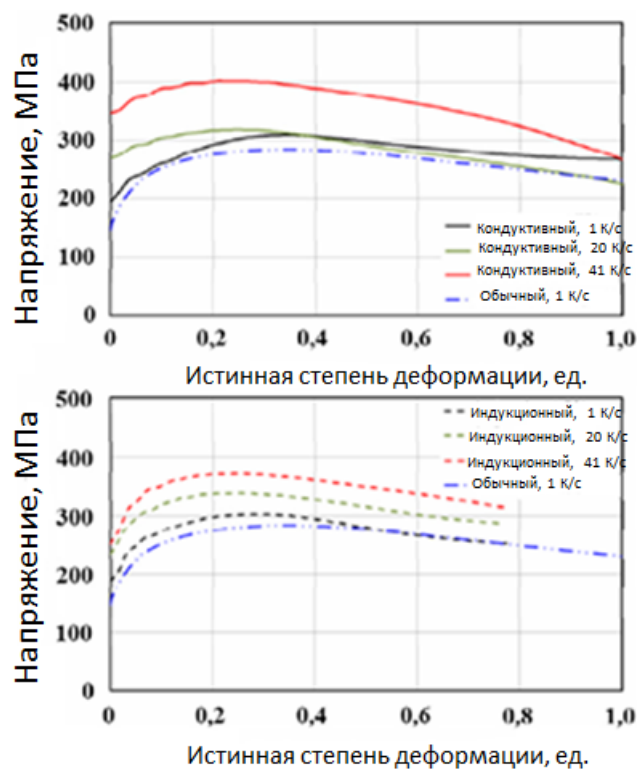 Напряжение, МПа
500
400
300
200
100
0
Кондуктивный, 1 К/с
Кондуктивный, 20 К/с
Кондуктивный, 41 К/с
Обычный, 1 К/с
0 0,2 0,4 0,6 0,8 1,0
Истинная степень деформации, ед.
Напряжение, МПа
500
400
300
200
100
0
Индукционный, 1 К/с
Индукционный, 20 К/с
Индукционный, 41 К/с
Обычный, 1 К/с
0 0,2 0,4 0,6 0,8 1,0
Истинная степень деформации, ед.